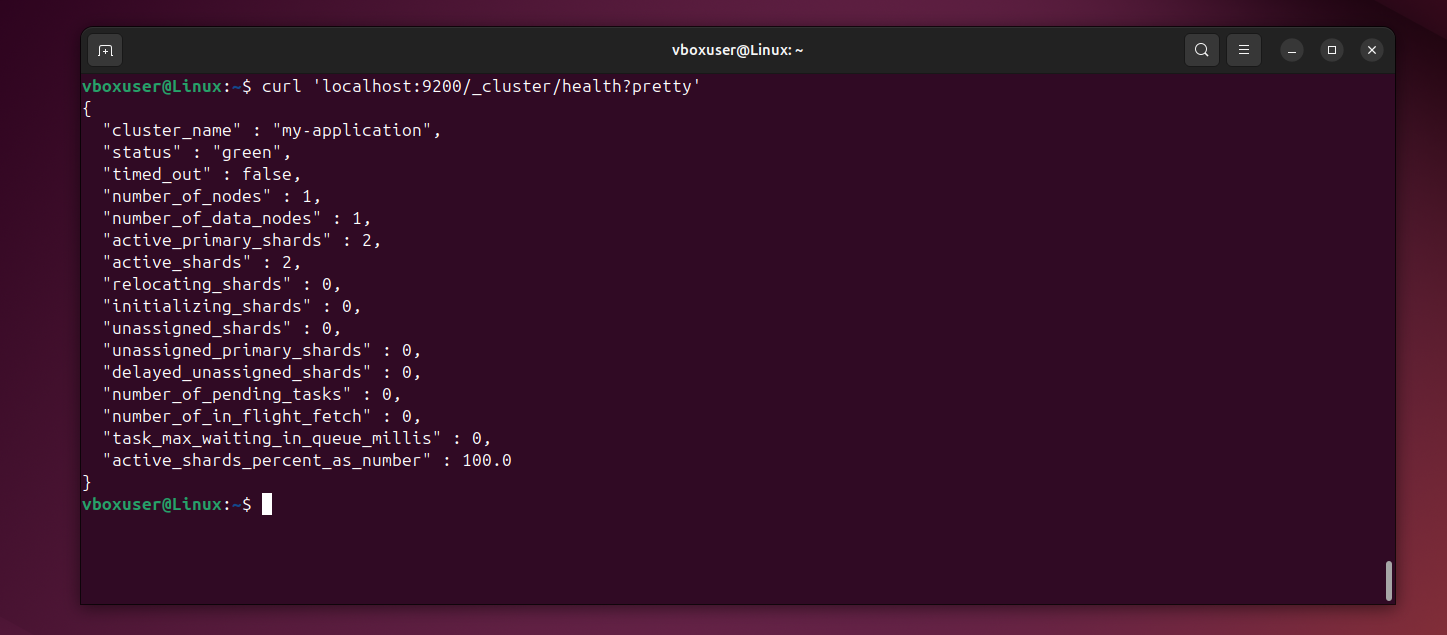 vboxuser@Linux: ~
vboxuser@Linux:~$ curl 'localhost:9200/_cluster/health?pretty'
{
  "cluster_name" : "my-application",
  "status" : "green",
  "timed_out" : false,
  "number_of_nodes" : 1,
  "number_of_data_nodes" : 1,
  "active_primary_shards" : 2,
  "active_shards" : 2,
  "relocating_shards" : 0,
  "initializing_shards" : 0,
  "unassigned_shards" : 0,
  "unassigned_primary_shards" : 0,
  "delayed_unassigned_shards" : 0,
  "number_of_pending_tasks" : 0,
  "number_of_in_flight_fetch" : 0,
  "task_max_waiting_in_queue_millis" : 0,
  "active_shards_percent_as_number" : 100.0
}
vboxuser@Linux:~$